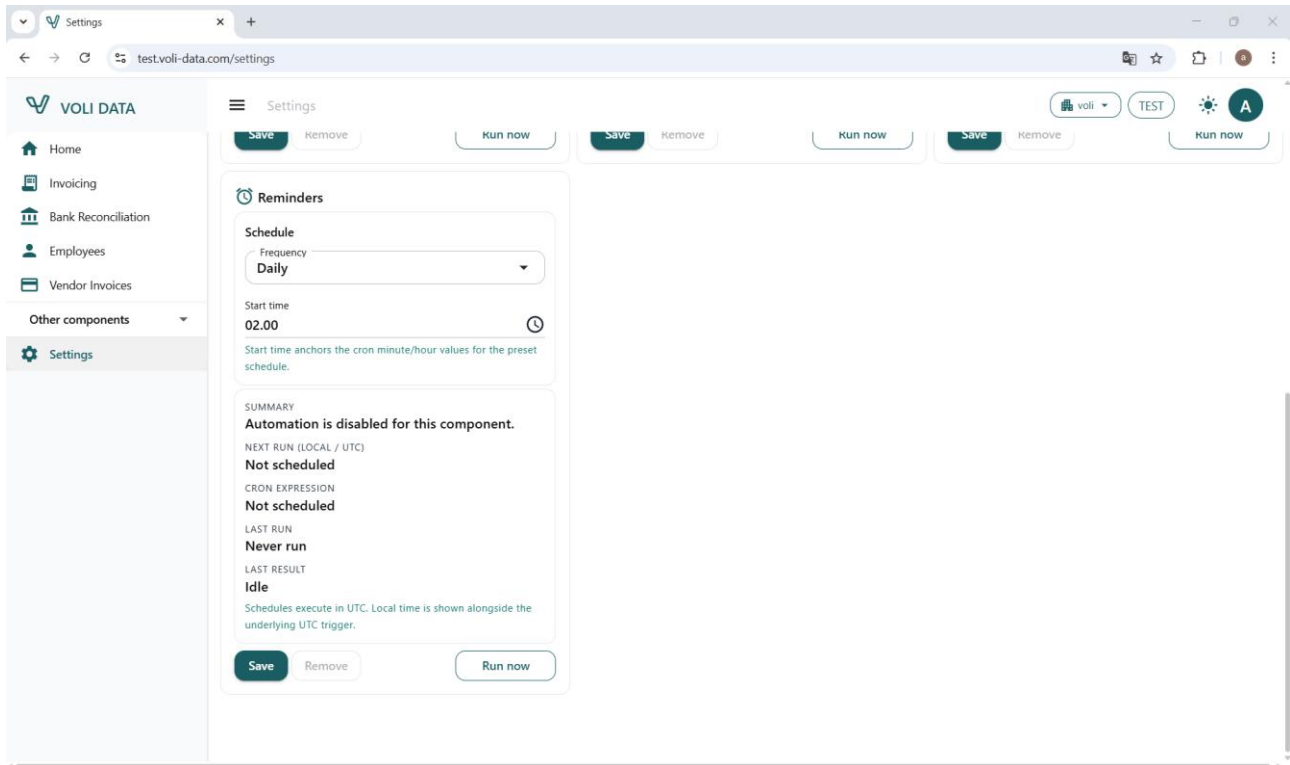 Settings
test.voli-data.com/settings
a
VOLI DATA
Settings
voli
TEST
A
Home
Invoicing
Bank Reconciliation
Employees
Vendor Invoices
Other components
Settings
Save Remove Run now Save Remove Run now Save Remove Run now
Reminders
Schedule
Frequency
Daily
Start time
02.00
Start time anchors the cron minute/hour values for the preset
schedule.
SUMMARY
Automation is disabled for this component.
NEXT RUN (LOCAL / UTC)
Not scheduled
CRON EXPRESSION
Not scheduled
LAST RUN
Never run
LAST RESULT
Idle
Schedules execute in UTC. Local time is shown alongside the
underlying UTC trigger.
Save Remove Run now